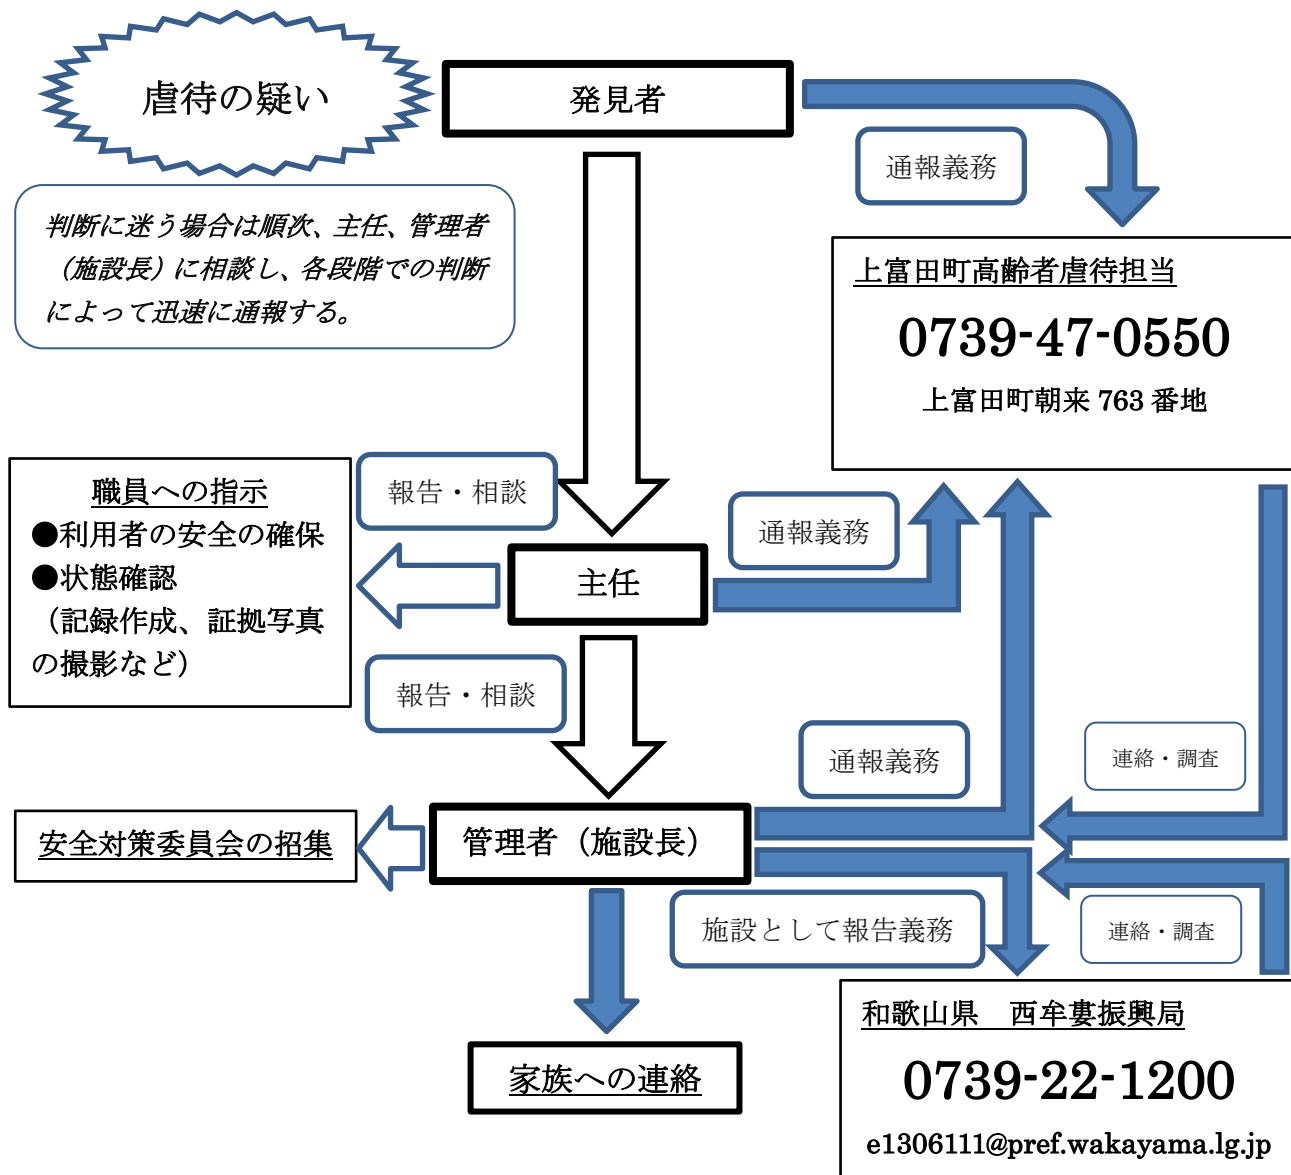 虐待の疑い
発見者
通報義務
判断に迷う場合は順次、主任、管理者
（施設長）に相談し、各段階での判断
によって迅速に通報する。
上富田町高齢者虐待担当
0739-47-0550
上富田町朝来 763 番地
職員への指示
●利用者の安全の確保
●状態確認
（記録作成、証拠写真
の撮影など）
報告・相談
主任
通報義務
報告・相談
通報義務
連絡・調査
安全対策委員会の招集
管理者（施設長）
施設として報告義務
連絡・調査
家族への連絡
和歌山県　西牟婁振興局
0739-22-1200
e1306111@pref.wakayama.lg.jp